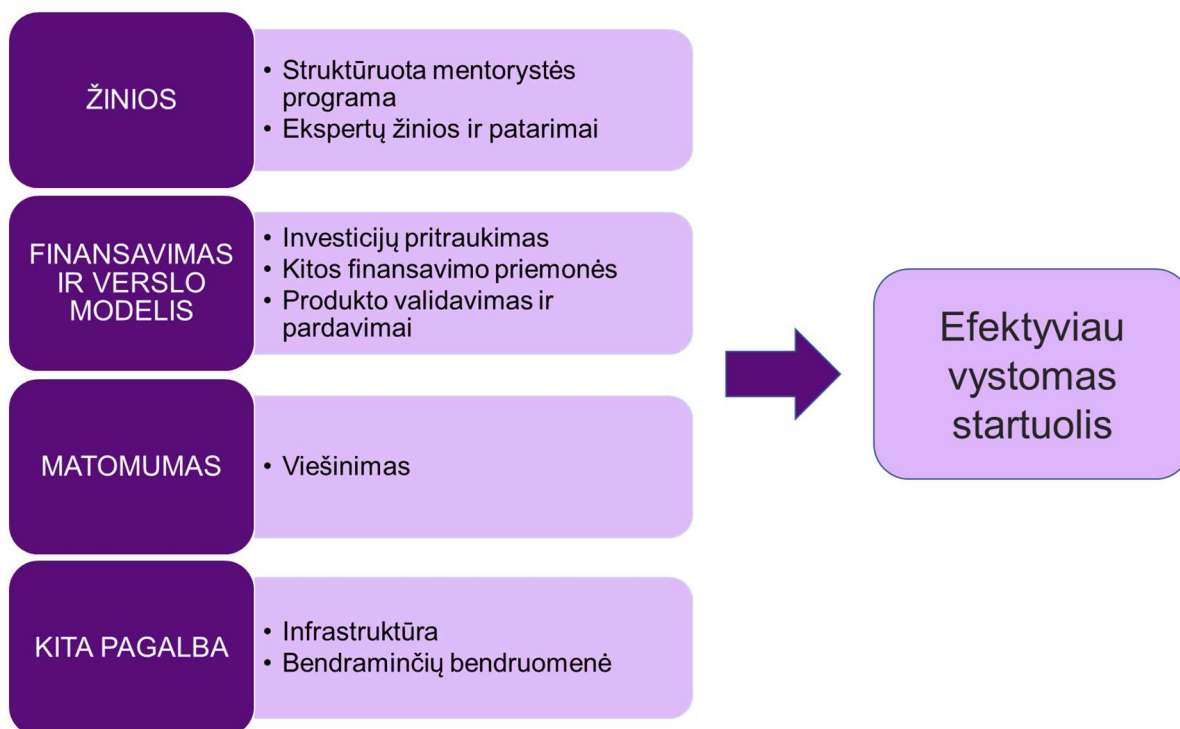 ŽINIOS
• Struktūruota mentorystės
programa
• Ekspertų žinios ir patarimai
FINANSAVIMAS
IR VERSLO
MODELIS
• Investicijų pritraukimas
• Kitos finansavimo priemonės
• Produkto validavimas ir
pardavimai
MATOMUMAS
• Viešinimas
KITA PAGALBA
• Infrastruktūra
• Bendraminčių bendruomenė
Efektyviau
vystomas
startuolis